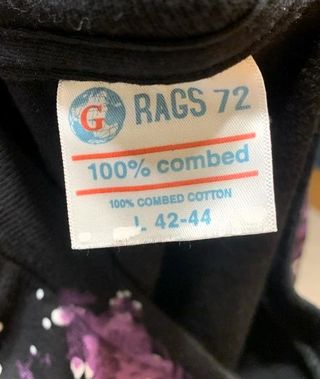 G RAGS 72
100% combed
100% COMBED COTTON
L 42-44